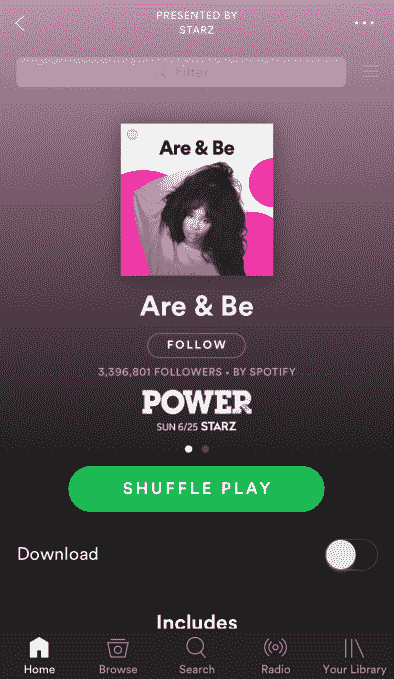 PRESENTED BY
STARZ
Filter
Are & Be
Are & Be
FOLLOW
3,396,801 FOLLOWERS • BY SPOTIFY
POWER
SUN 6/25 STARZ
SHUFFLE PLAY
Download
Includes
Home Browse Search Radio Your Library